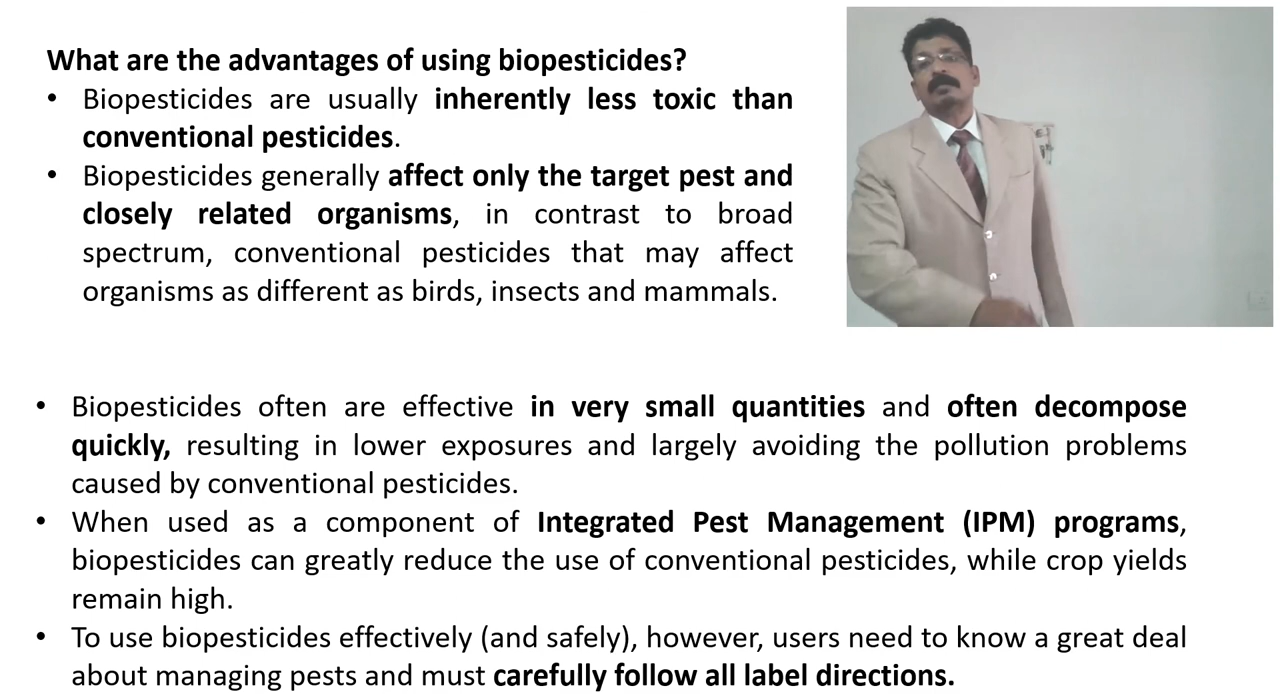 What are the advantages of using biopesticides?
• Biopesticides are usually inherently less toxic than
conventional pesticides.
• Biopesticides generally affect only the target pest and
closely related organisms, in contrast to broad
spectrum, conventional pesticides that may affect
organisms as different as birds, insects and mammals.
• Biopesticides often are effective in very small quantities and often decompose
quickly, resulting in lower exposures and largely avoiding the pollution problems
caused by conventional pesticides.
• When used as a component of Integrated Pest Management (IPM) programs,
biopesticides can greatly reduce the use of conventional pesticides, while crop yields
remain high.
• To use biopesticides effectively (and safely), however, users need to know a great deal
about managing pests and must carefully follow all label directions.